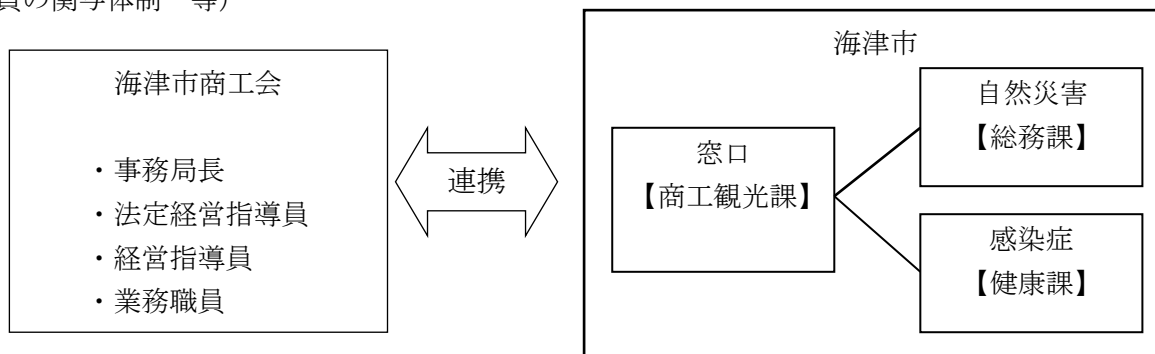 員の関与体制 等）
海津市商工会
・事務局長
・法定経営指導員
・経営指導員
・業務職員
連携
海津市
窓口
【商工観光課】
自然災害
【総務課】
感染症
【健康課】